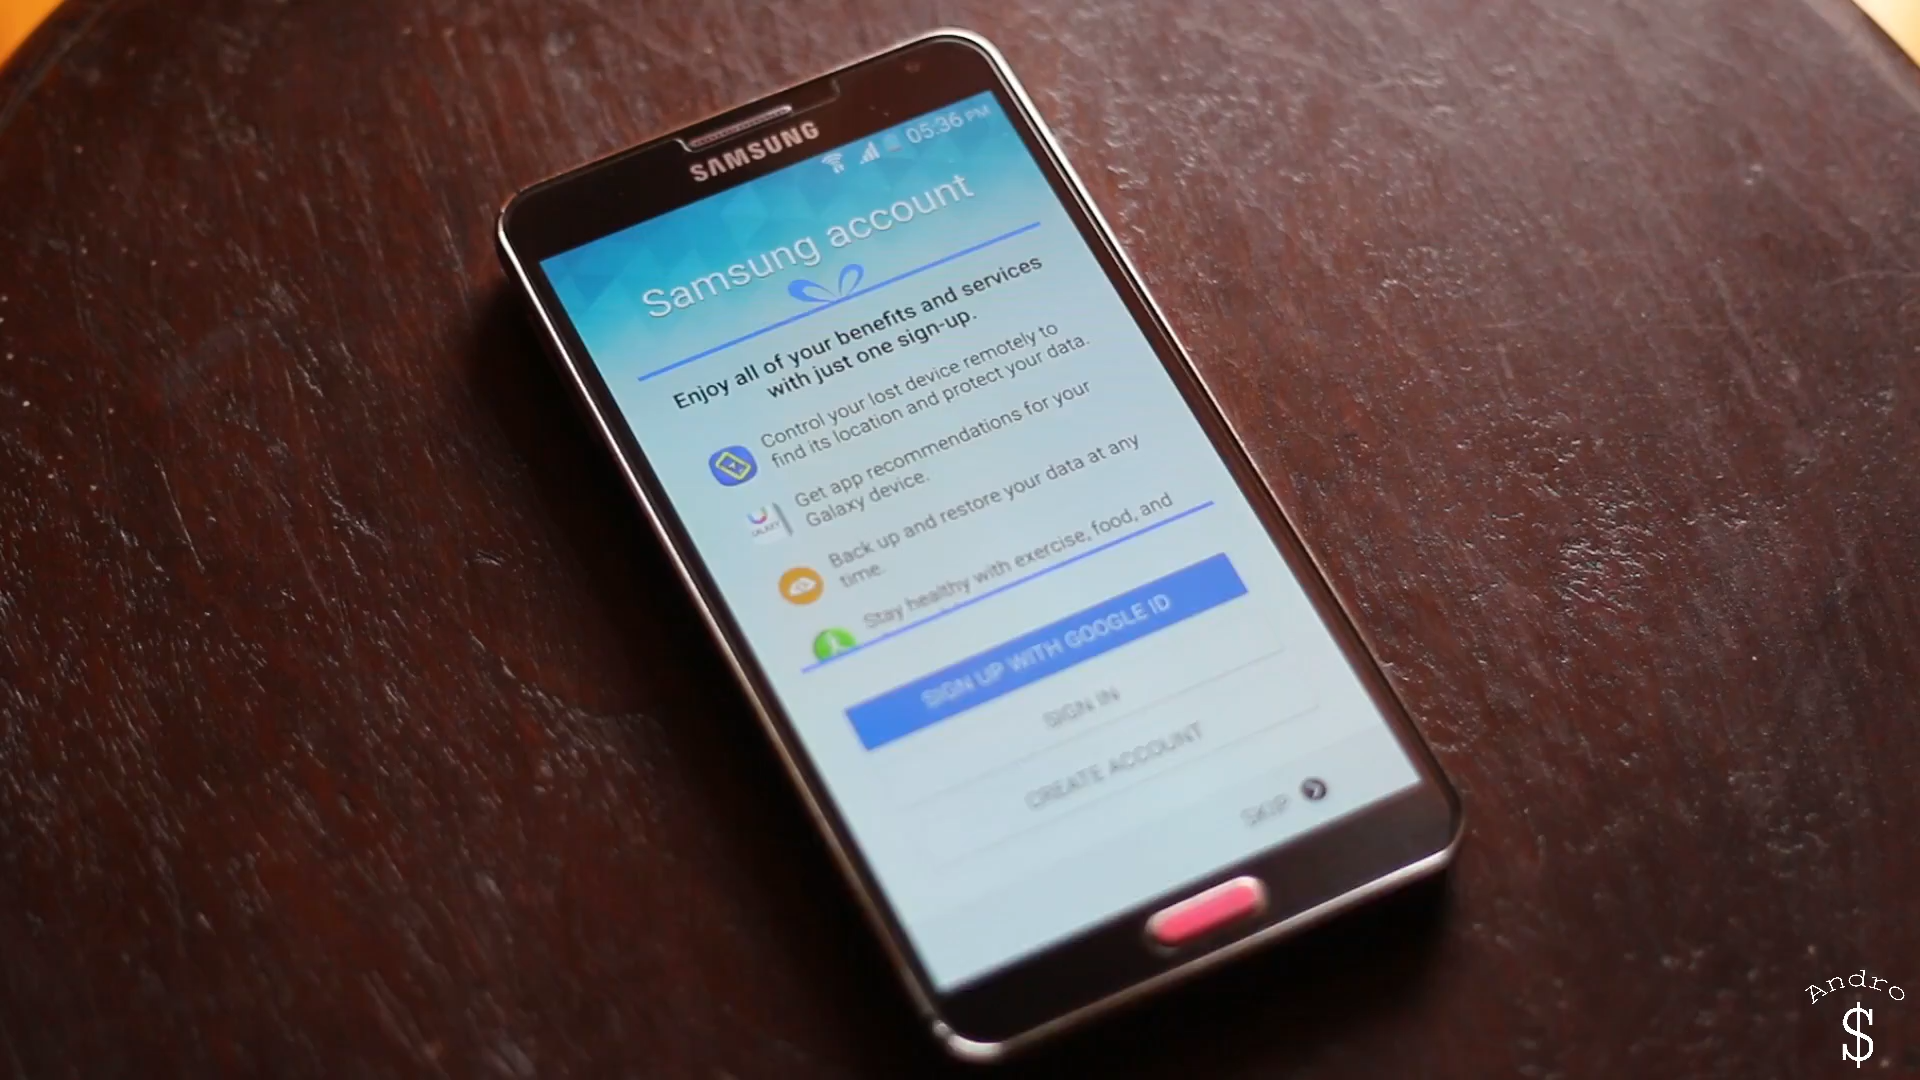 SAMSUNG
05:36 PM
Samsung account
Enjoy all of your benefits and services
with just one sign-up.
Control your lost device remotely to
find its location and protect your data.
Get app recommendations for your
Galaxy device.
GALAXY
Back up and restore your data at any
time.
Stay healthy with exercise, food, and
SIGN UP WITH GOOGLE ID
SIGN IN
CREATE ACCOUNT
SKIP
Andro
$